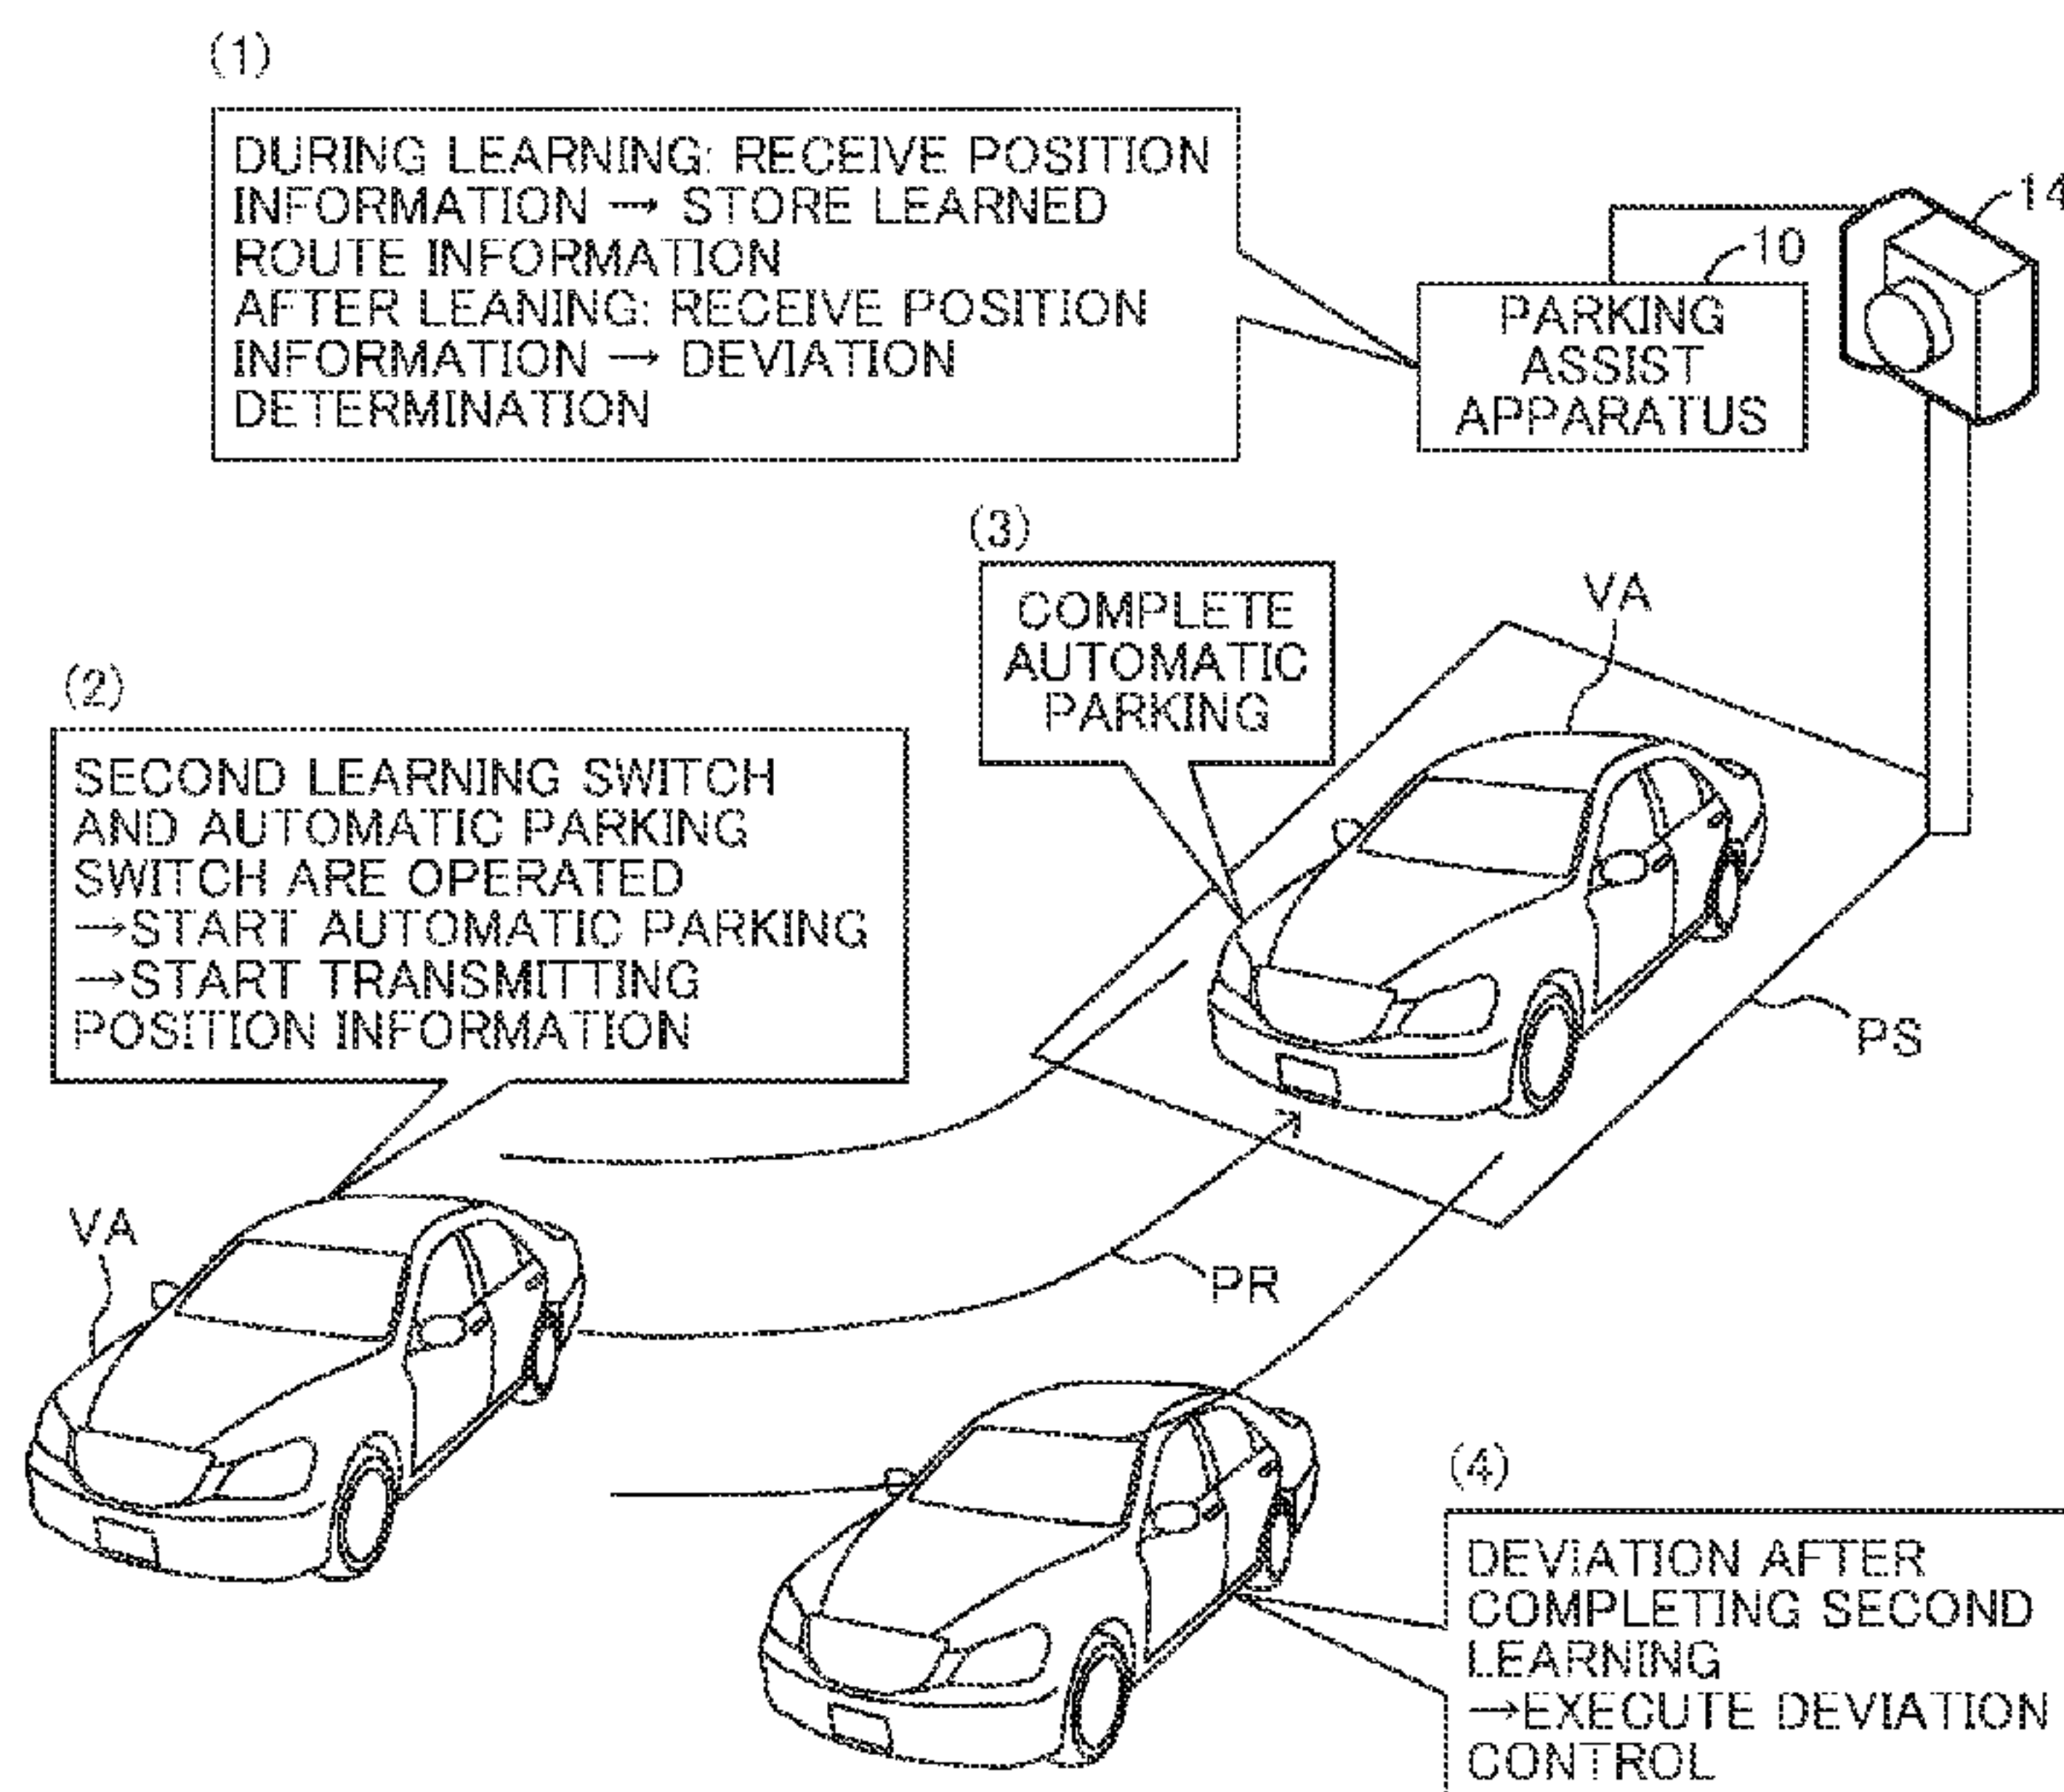 (1)
DURING LEARNING: RECEIVE POSITION
INFORMATION → STORE LEARNED
ROUTE INFORMATION
AFTER LEANING: RECEIVE POSITION
INFORMATION → DEVIATION
DETERMINATION
14
10
PARKING
ASSIST
APPARATUS
(3)
COMPLETE
AUTOMATIC
PARKING
VA
(2)
SECOND LEARNING SWITCH
AND AUTOMATIC PARKING
SWITCH ARE OPERATED
→START AUTOMATIC PARKING
→START TRANSMITTING
POSITION INFORMATION
PS
VA
PR
(4)
DEVIATION AFTER
COMPLETING SECOND
LEARNING
→EXECUTE DEVIATION
CONTROL